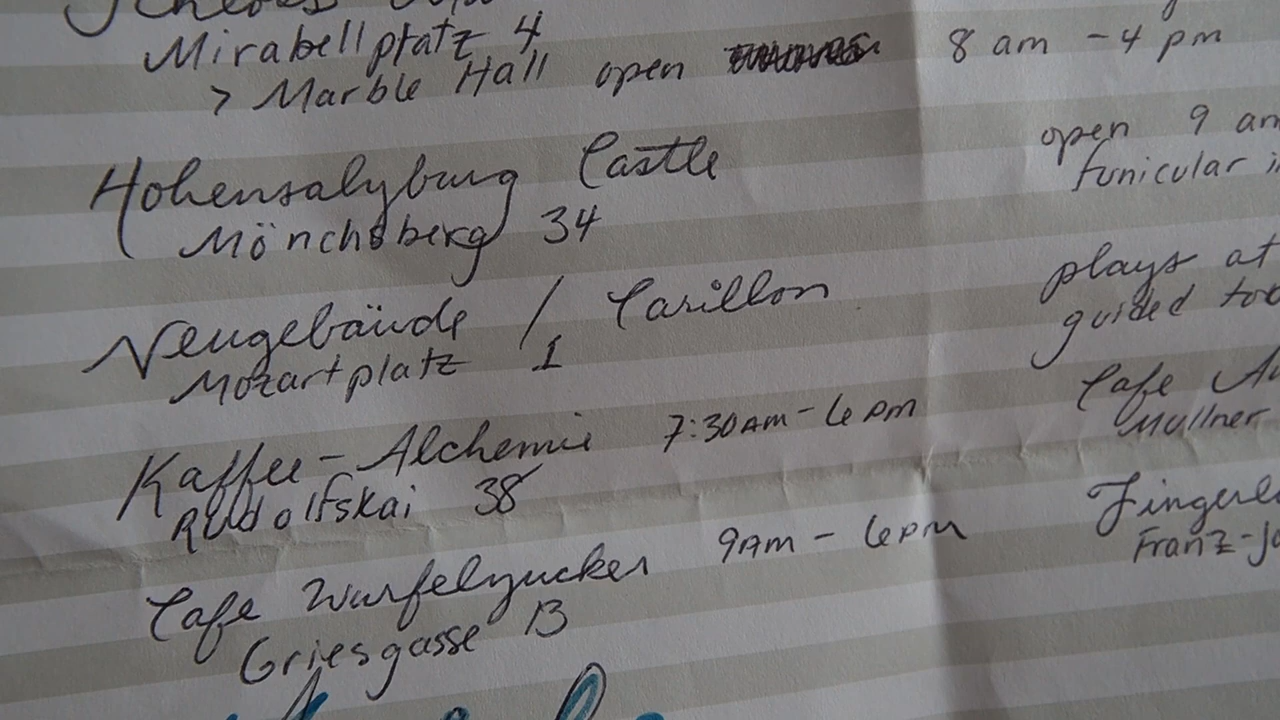 Mirabellplatz 4
> Marble Hall open 8 am - 4 pm
Hohensalzburg Castle
Mönchsberg 34
open 9 am
funicular
Neugebäude / Carillon
Mozartplatz 1
plays at
guided
Kaffee-Alchemie 7:30AM-6PM
Rudolfskai 38
Cafe
Müllner
Cafe Wurfelzucker 9AM - 6PM
Griesgasse 13
Franz-Jo